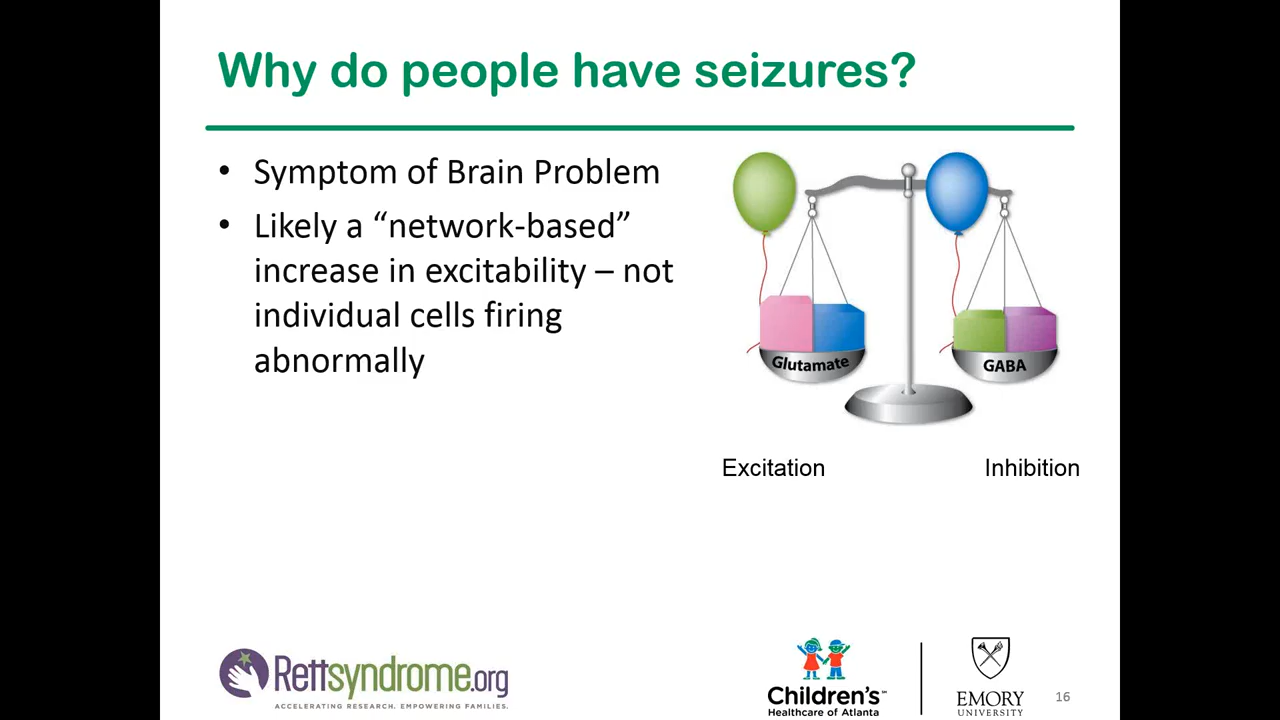 Why do people have seizures?
• Symptom of Brain Problem
• Likely a “network-based”
increase in excitability – not
individual cells firing
abnormally
Glutamate
GABA
Excitation
Inhibition
Rettsyndrome.org
ACCELERATING RESEARCH. EMPOWERING FAMILIES.
Children's™
Healthcare of Atlanta
EMORY
UNIVERSITY
16